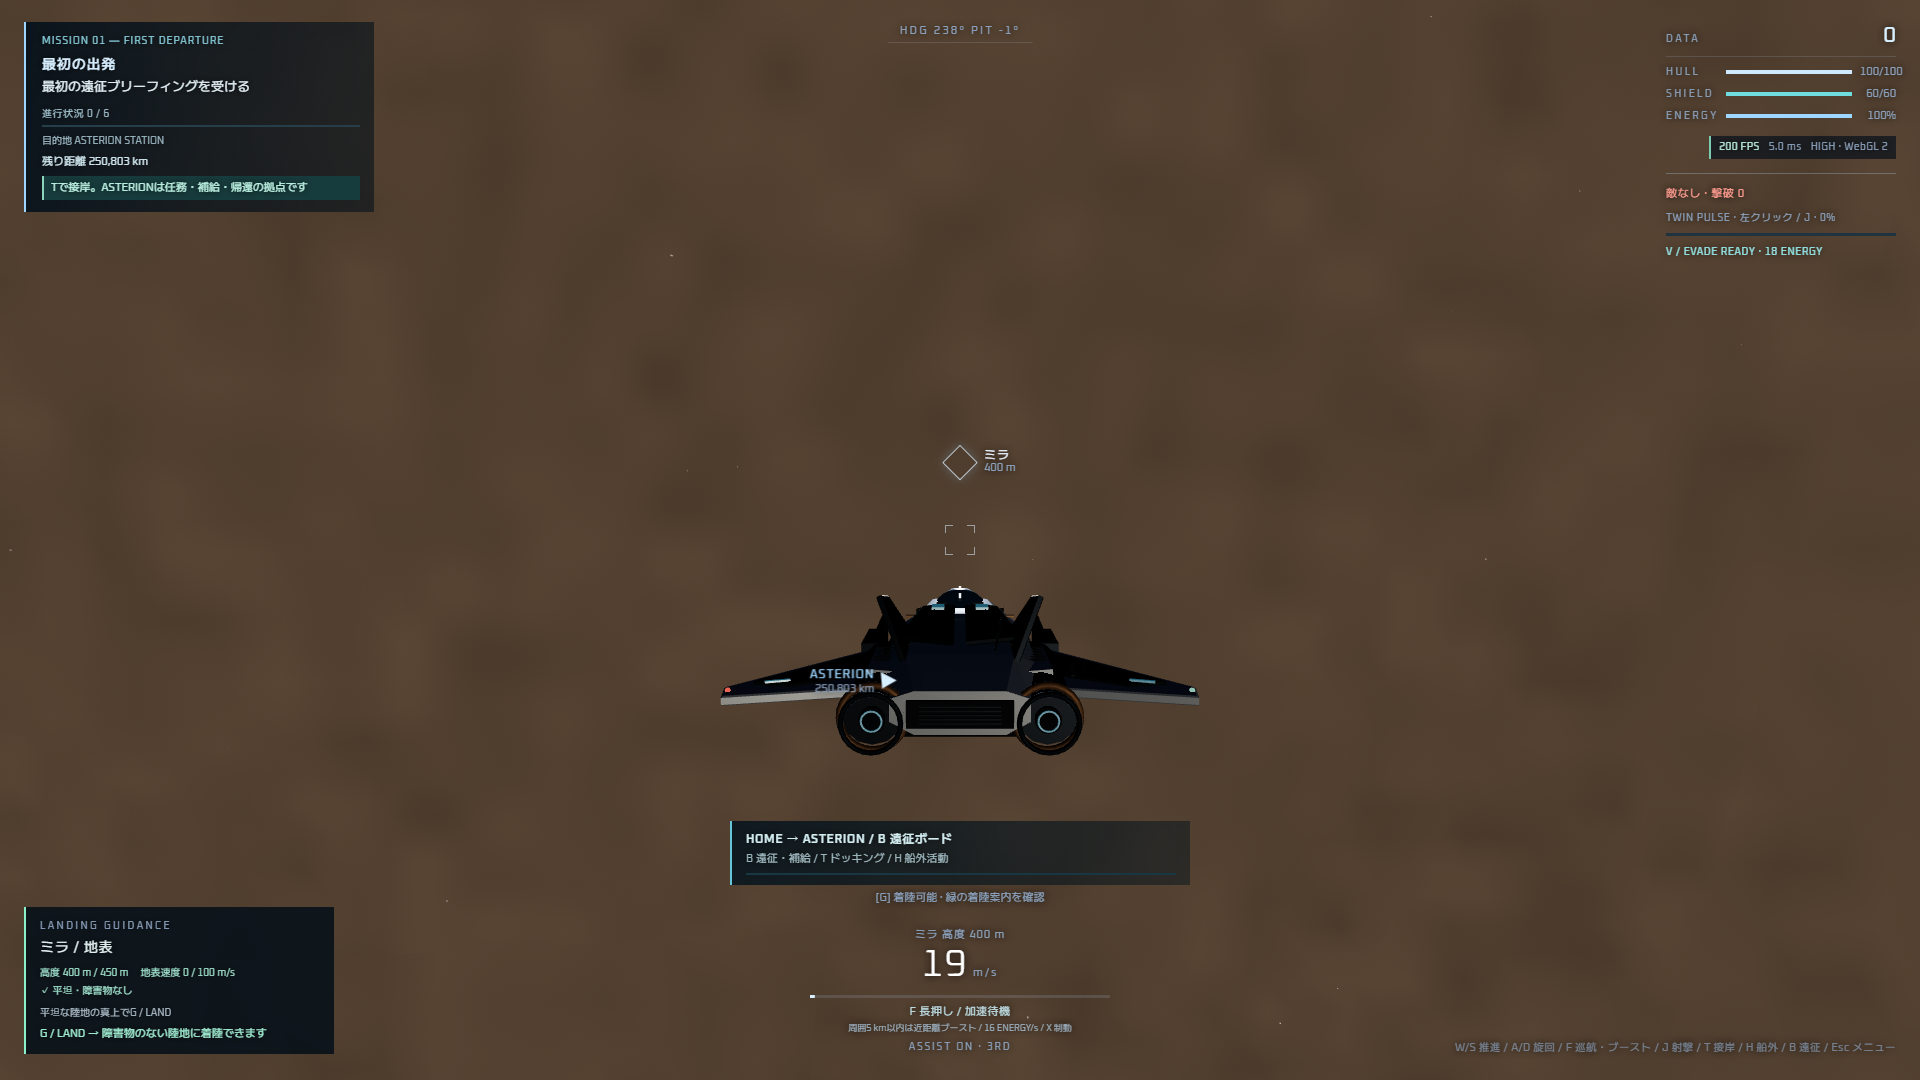 MISSION 01 — FIRST DEPARTURE
最初の出発
最初の遠征ブリーフィングを受ける
進行状況 0 / 6
目的地 ASTERION STATION
残り距離 250,803 km
Tで接岸。ASTERIONは任務・補給・帰還の拠点です
HDG 238° PIT -1°
DATA 0
HULL 100/100
SHIELD 60/60
ENERGY 100%
200 FPS 5.0 ms HIGH · WebGL 2
敵なし · 撃破 0
TWIN PULSE · 左クリック / J · 0%
V / EVADE READY · 18 ENERGY
ミラ
400 m
ASTERION
250,803 km
HOME → ASTERION / B 遠征ボード
B 遠征・補給 / T ドッキング / H 船外活動
[G] 着陸可能 · 緑の着陸案内を確認
ミラ 高度 400 m
19 m/s
F 長押し / 加速待機
周囲5 km以内は近距離ブースト / 16 ENERGY/s / X 制動
ASSIST ON · 3RD
LANDING GUIDANCE
ミラ / 地表
高度 400 m / 450 m 地表速度 0 / 100 m/s
✓ 平坦・障害物なし
平坦な陸地の真上でG / LAND
G / LAND → 障害物のない陸地に着陸できます
W/S 推進 / A/D 旋回 / F 巡航・ブースト / J 射撃 / T 接岸 / H 船外 / B 遠征 / Esc メニュー